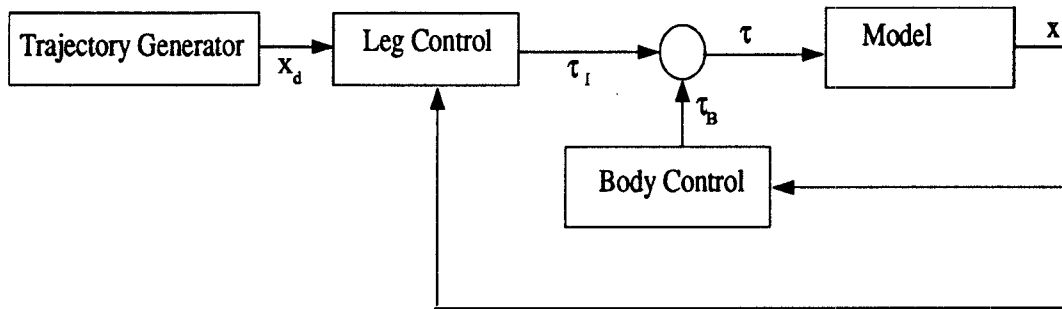 Trajectory Generator
X_d
Leg Control
τ_l
τ
Model
X
τ_B
Body Control